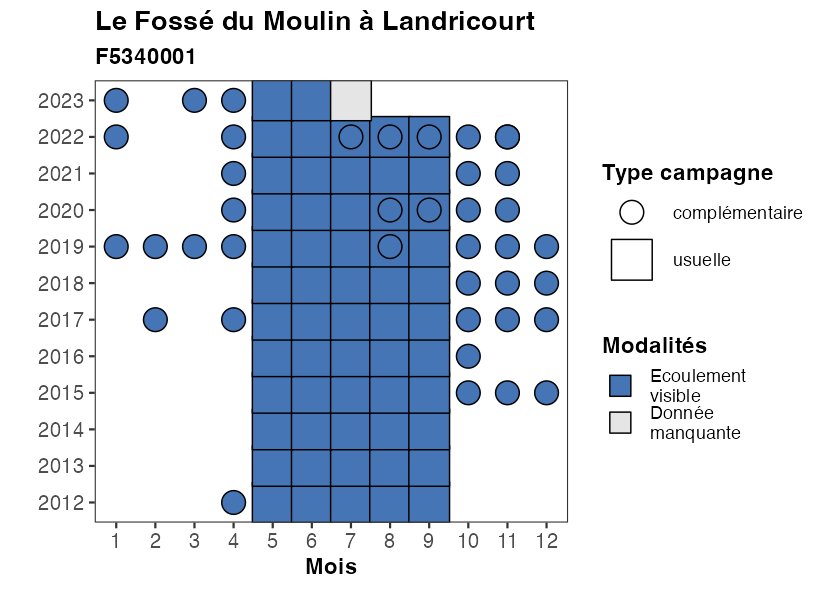 Le Fossé du Moulin à Landricourt
F5340001
2023
2022
2021
2020
2019
2018
2017
2016
2015
2014
2013
2012
1 2 3 4 5 6 7 8 9 10 11 12
Mois
Type campagne
complémentaire
usuelle
Modalités
Ecoulement
visible
Donnée
manquante